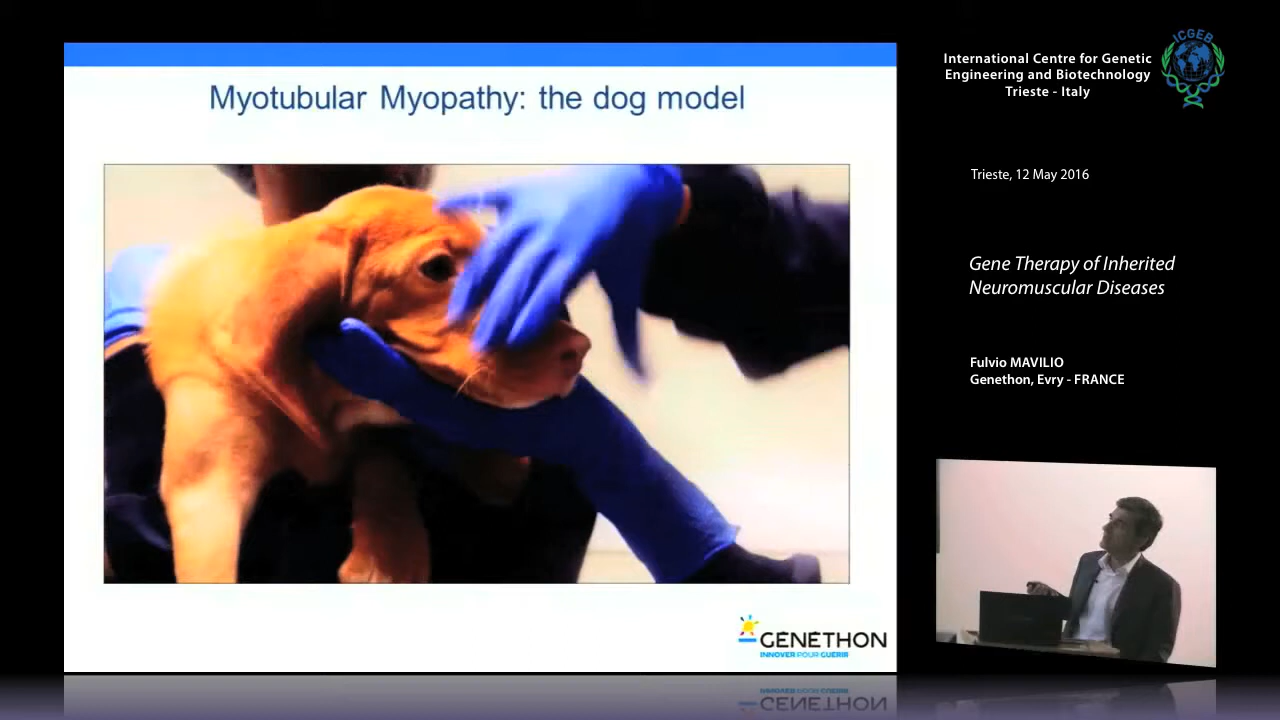 Myotubular Myopathy: the dog model
GENETHON
INNOVER POUR GUÉRIR
International Centre for Genetic
Engineering and Biotechnology
Trieste - Italy
ICGEB
Trieste, 12 May 2016
Gene Therapy of Inherited
Neuromuscular Diseases
Fulvio MAVILIO
Genethon, Evry - FRANCE